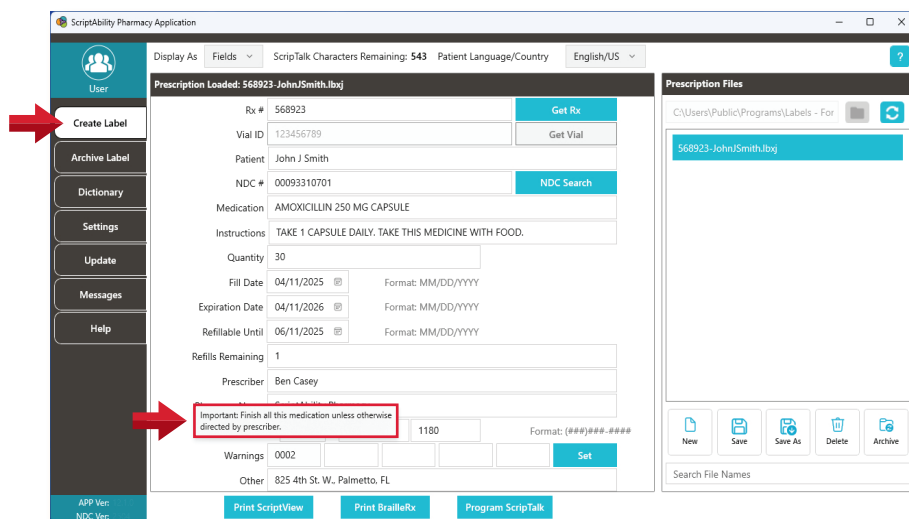 ScriptAbility Pharmacy Application
User
Display As Fields ScripTalk Characters Remaining: 543 Patient Language/Country English/US ?
Create Label
Archive Label
Dictionary
Settings
Update
Messages
Help
APP Ver:
NDC Ver:
Prescription Loaded: 568923-JohnJSmith.lbxj
Rx # 568923 Get Rx
Vial ID 123456789 Get Vial
Patient John J Smith
NDC # 00093310701 NDC Search
Medication AMOXICILLIN 250 MG CAPSULE
Instructions TAKE 1 CAPSULE DAILY. TAKE THIS MEDICINE WITH FOOD.
Quantity 30
Fill Date 04/11/2025 Format: MM/DD/YYYY
Expiration Date 04/11/2026 Format: MM/DD/YYYY
Refillable Until 06/11/2025 Format: MM/DD/YYYY
Refills Remaining 1
Prescriber Ben Casey
Important: Finish all this medication unless otherwise
directed by prescriber.
1180 Format: (###)###-####
Warnings 0002 Set
Other 825 4th St. W., Palmetto, FL
Print ScriptView Print BrailleRx Program ScripTalk
Prescription Files
C:\Users\Public\Programs\Labels - For
568923-JohnJSmith.lbxj
New Save Save As Delete Archive
Search File Names